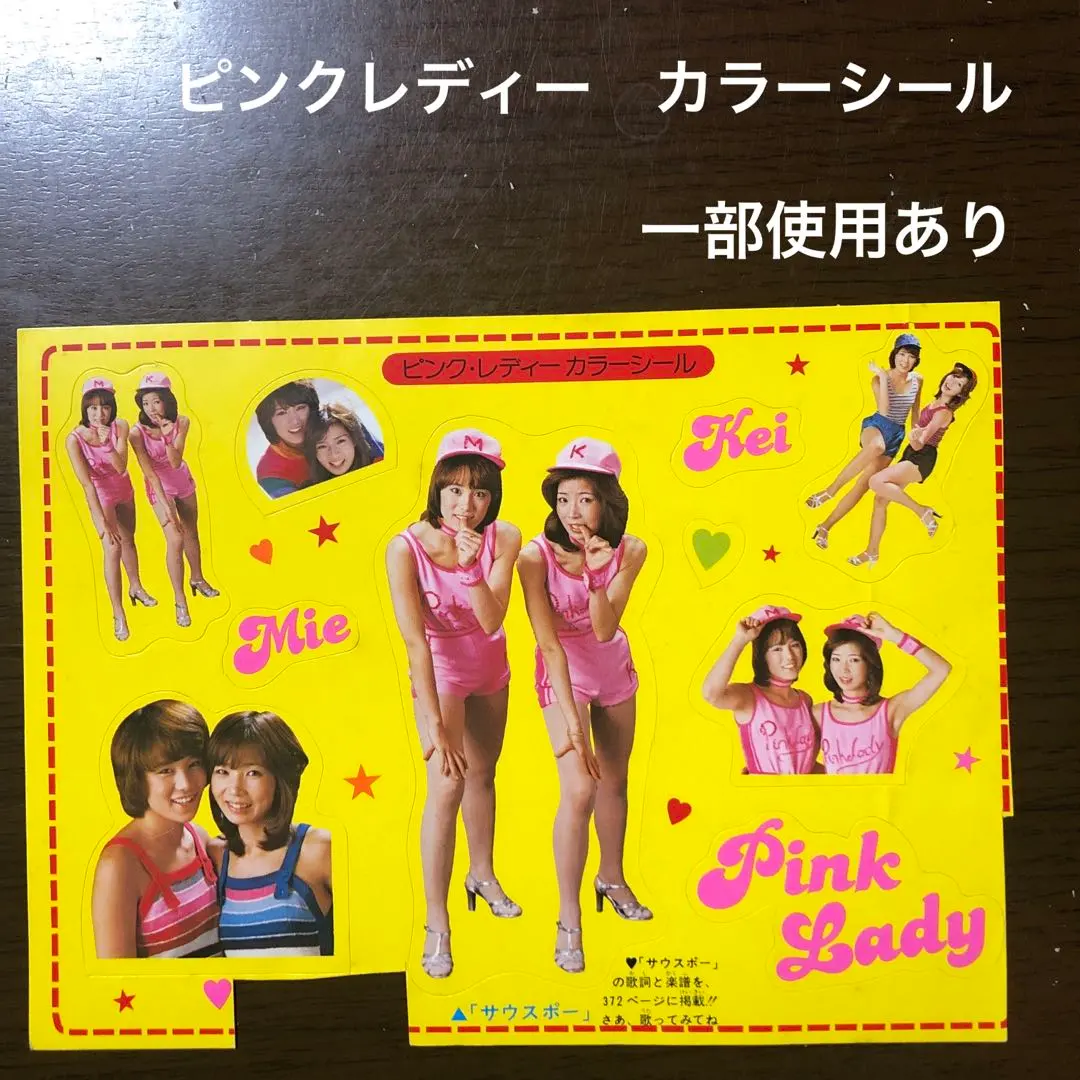 ピンクレディー　カラーシール
一部使用あり
ピンク・レディー カラーシール
M K
Kei
M K
Mie
Pink Lady
Pink
Lady
♥「サウスポー」
の歌詞と楽譜を、
372ページに掲載!!
さあ、歌ってみてね
▲「サウスポー」